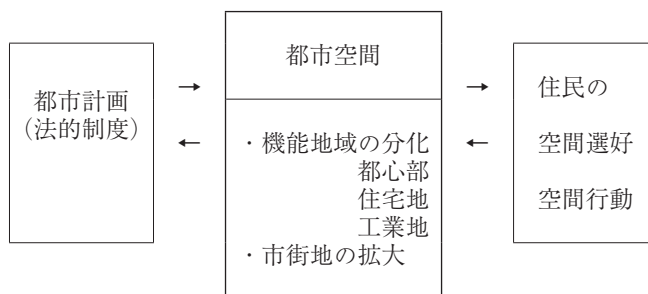 都市計画
（法的制度）
→
←
都市空間
・機能地域の分化
都心部
住宅地
工業地
・市街地の拡大
→
←
住民の
空間選好
空間行動